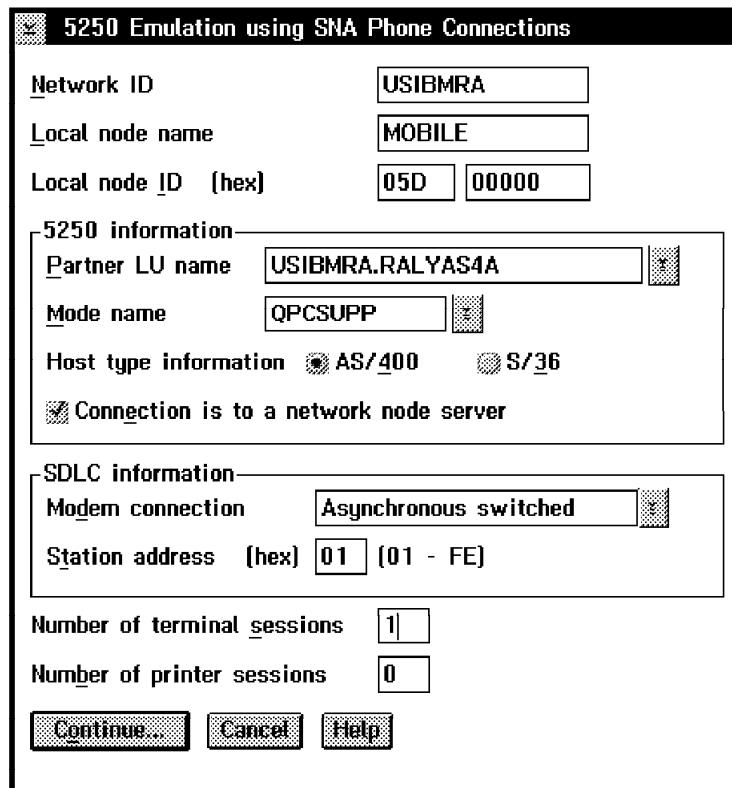 5250 Emulation using SNA Phone Connections
Network ID USIBMRA
Local node name MOBILE
Local node ID (hex) 05D 00000
5250 information
Partner LU name USIBMRA.RALYAS4A
Mode name QPCSUPP
Host type information AS/400 S/36
Connection is to a network node server
SDLC information
Modem connection Asynchronous switched
Station address (hex) 01 (01 - FE)
Number of terminal sessions 1
Number of printer sessions 0
Continue... Cancel Help